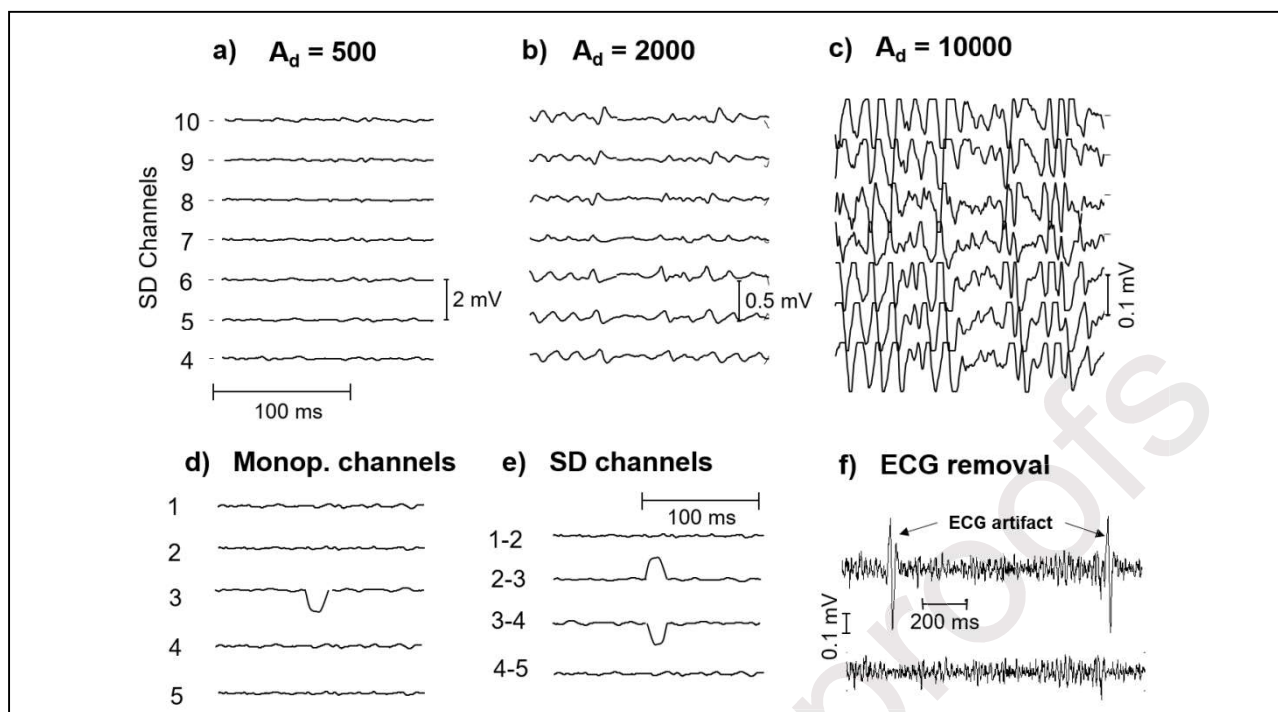 a) A_d = 500
b) A_d = 2000
c) A_d = 10000
SD Channels
10
9
8
7
6
5
4
2 mV
0.5 mV
0.1 mV
100 ms
d) Monop. channels
1
2
3
4
5
e) SD channels
100 ms
1-2
2-3
3-4
4-5
f) ECG removal
ECG artifact
0.1 mV
200 ms
proofs